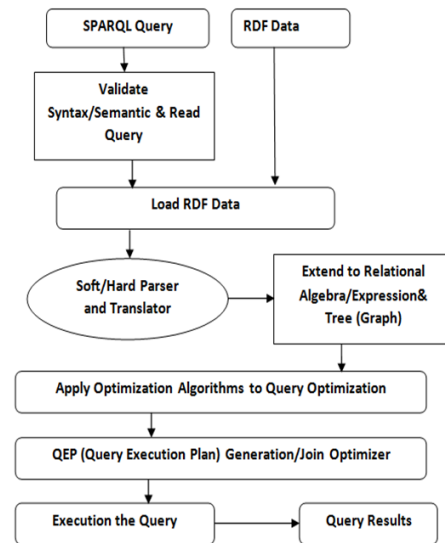 SPARQL Query
RDF Data
Validate
Syntax/Semantic & Read
Query
Load RDF Data
Soft/Hard Parser
and Translator
Extend to Relational
Algebra/Expression&
Tree (Graph)
Apply Optimization Algorithms to Query Optimization
QEP (Query Execution Plan) Generation/Join Optimizer
Execution the Query
Query Results